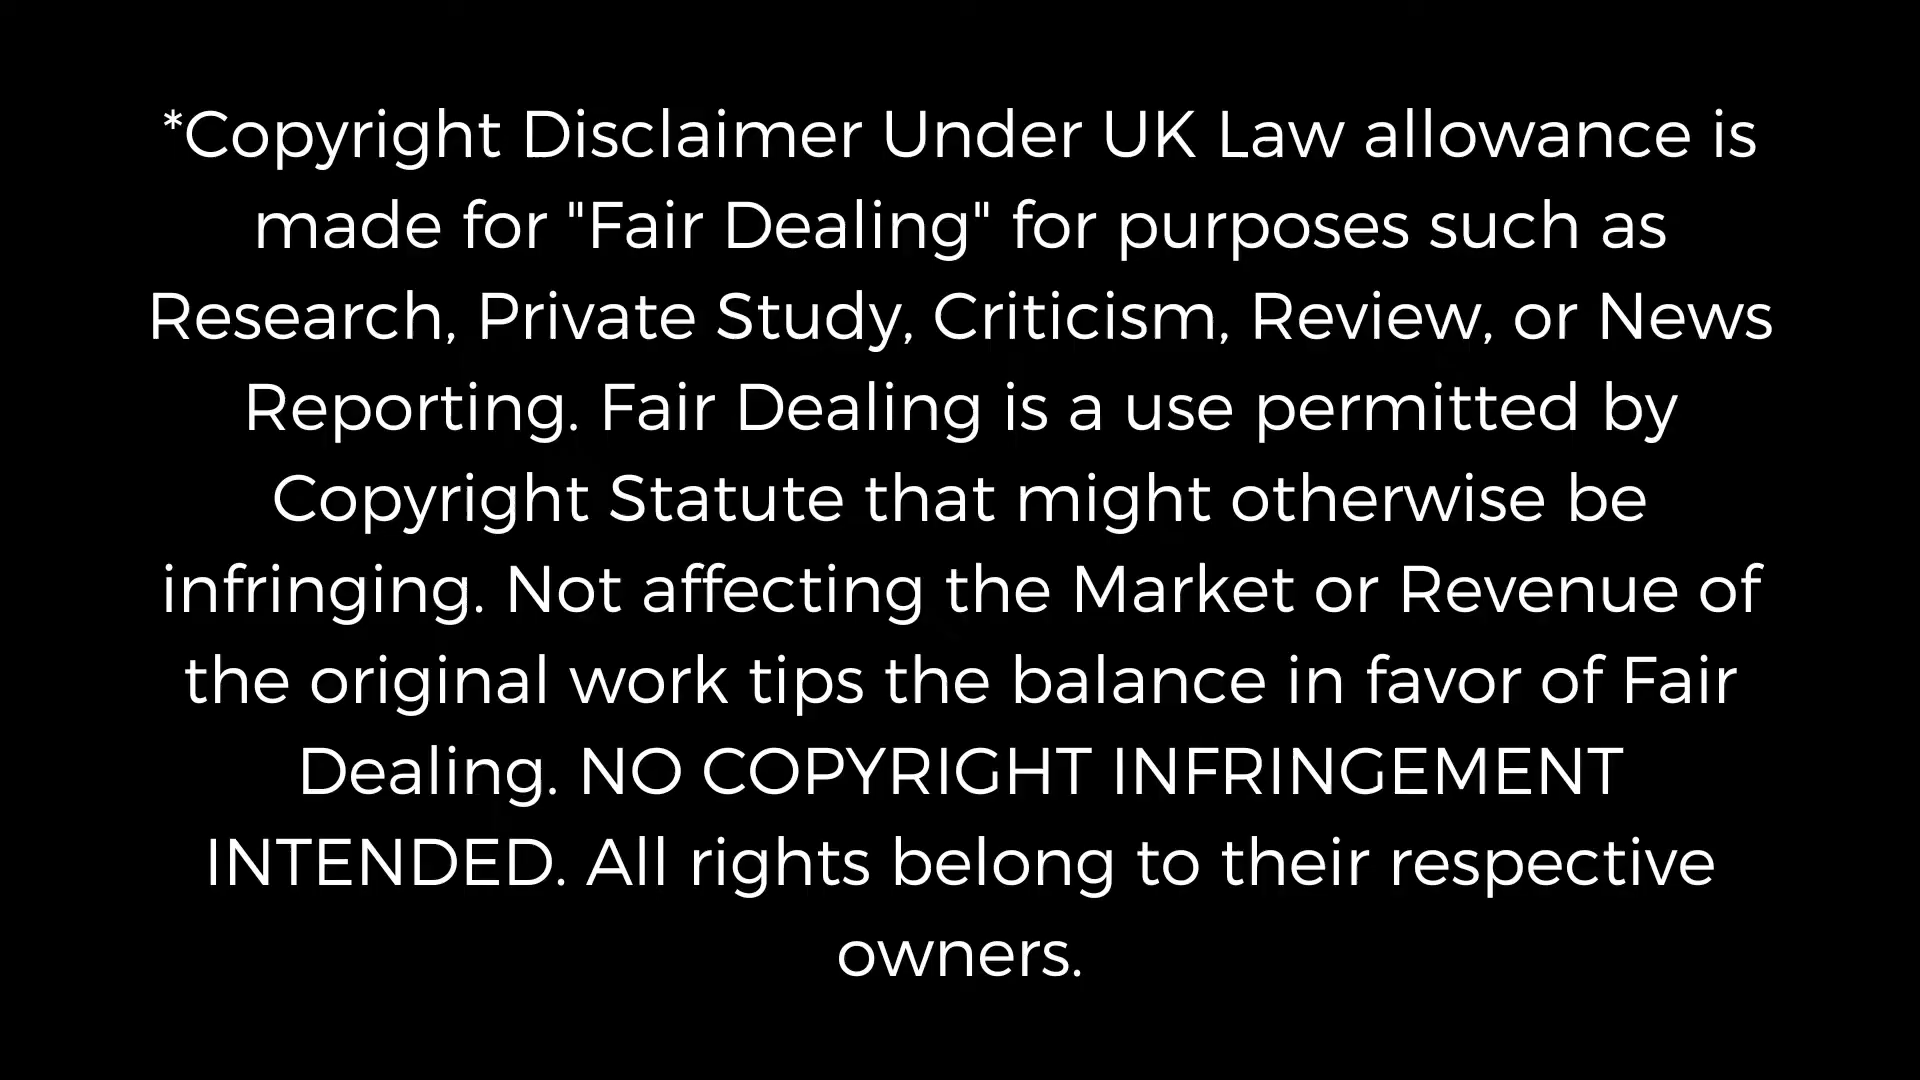 *Copyright Disclaimer Under UK Law allowance is
made for "Fair Dealing" for purposes such as
Research, Private Study, Criticism, Review, or News
Reporting. Fair Dealing is a use permitted by
Copyright Statute that might otherwise be
infringing. Not affecting the Market or Revenue of
the original work tips the balance in favor of Fair
Dealing. NO COPYRIGHT INFRINGEMENT
INTENDED. All rights belong to their respective
owners.